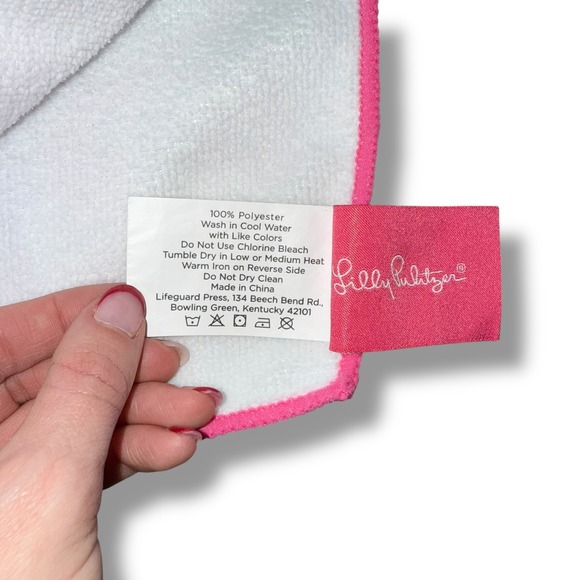 100% Polyester
Wash in Cool Water
with Like Colors
Do Not Use Chlorine Bleach
Tumble Dry in Low or Medium Heat
Warm Iron on Reverse Side
Do Not Dry Clean
Made in China
Lifeguard Press, 134 Beech Bend Rd.,
Bowling Green, Kentucky 42101
Lilly Pulitzer®